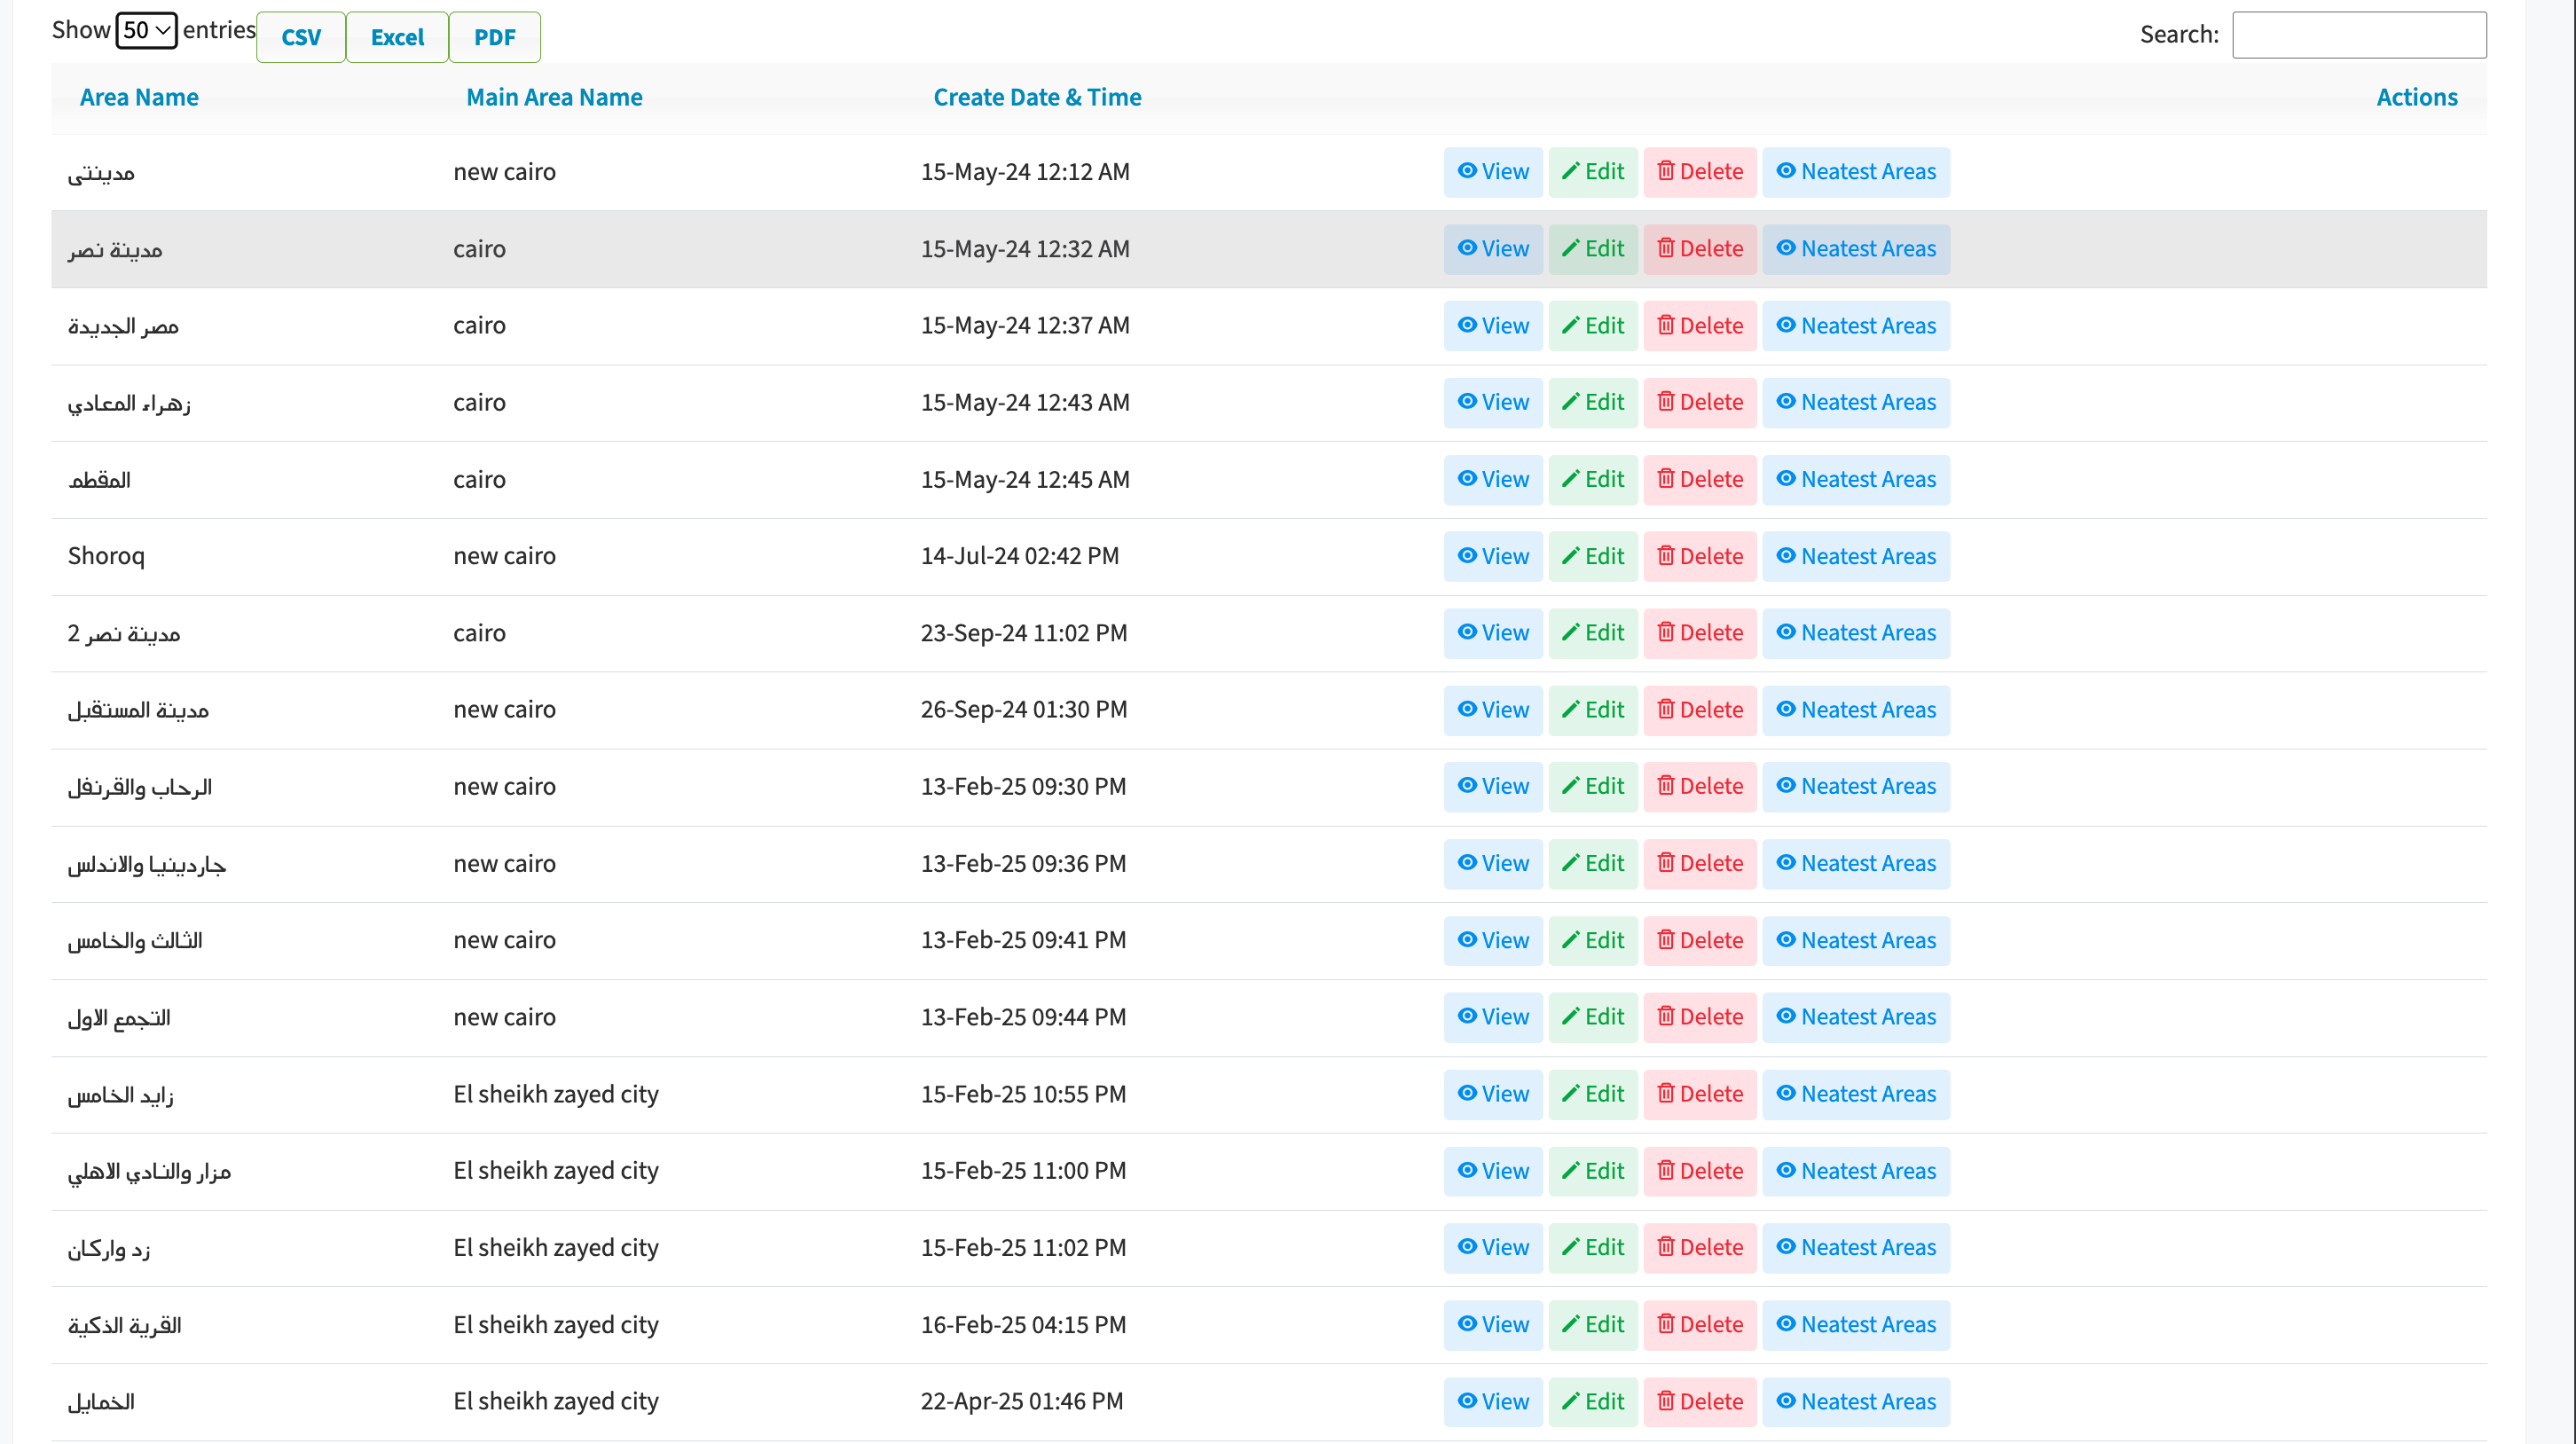 Show 50 entries CSV Excel PDF Search:
Area Name Main Area Name Create Date & Time Actions
مدينتى new cairo 15-May-24 12:12 AM View Edit Delete Neatest Areas
مدينة نصر cairo 15-May-24 12:32 AM View Edit Delete Neatest Areas
مصر الجديدة cairo 15-May-24 12:37 AM View Edit Delete Neatest Areas
زهراء المعادي cairo 15-May-24 12:43 AM View Edit Delete Neatest Areas
المقطم cairo 15-May-24 12:45 AM View Edit Delete Neatest Areas
Shoroq new cairo 14-Jul-24 02:42 PM View Edit Delete Neatest Areas
مدينة نصر 2 cairo 23-Sep-24 11:02 PM View Edit Delete Neatest Areas
مدينة المستقبل new cairo 26-Sep-24 01:30 PM View Edit Delete Neatest Areas
الرحاب والقرنفل new cairo 13-Feb-25 09:30 PM View Edit Delete Neatest Areas
جاردينيا والاندلس new cairo 13-Feb-25 09:36 PM View Edit Delete Neatest Areas
الثالث والخامس new cairo 13-Feb-25 09:41 PM View Edit Delete Neatest Areas
التجمع الاول new cairo 13-Feb-25 09:44 PM View Edit Delete Neatest Areas
زايد الخامس El sheikh zayed city 15-Feb-25 10:55 PM View Edit Delete Neatest Areas
مزار والنادي الاهلي El sheikh zayed city 15-Feb-25 11:00 PM View Edit Delete Neatest Areas
زد واركان El sheikh zayed city 15-Feb-25 11:02 PM View Edit Delete Neatest Areas
القرية الذكية El sheikh zayed city 16-Feb-25 04:15 PM View Edit Delete Neatest Areas
الخمايل El sheikh zayed city 22-Apr-25 01:46 PM View Edit Delete Neatest Areas